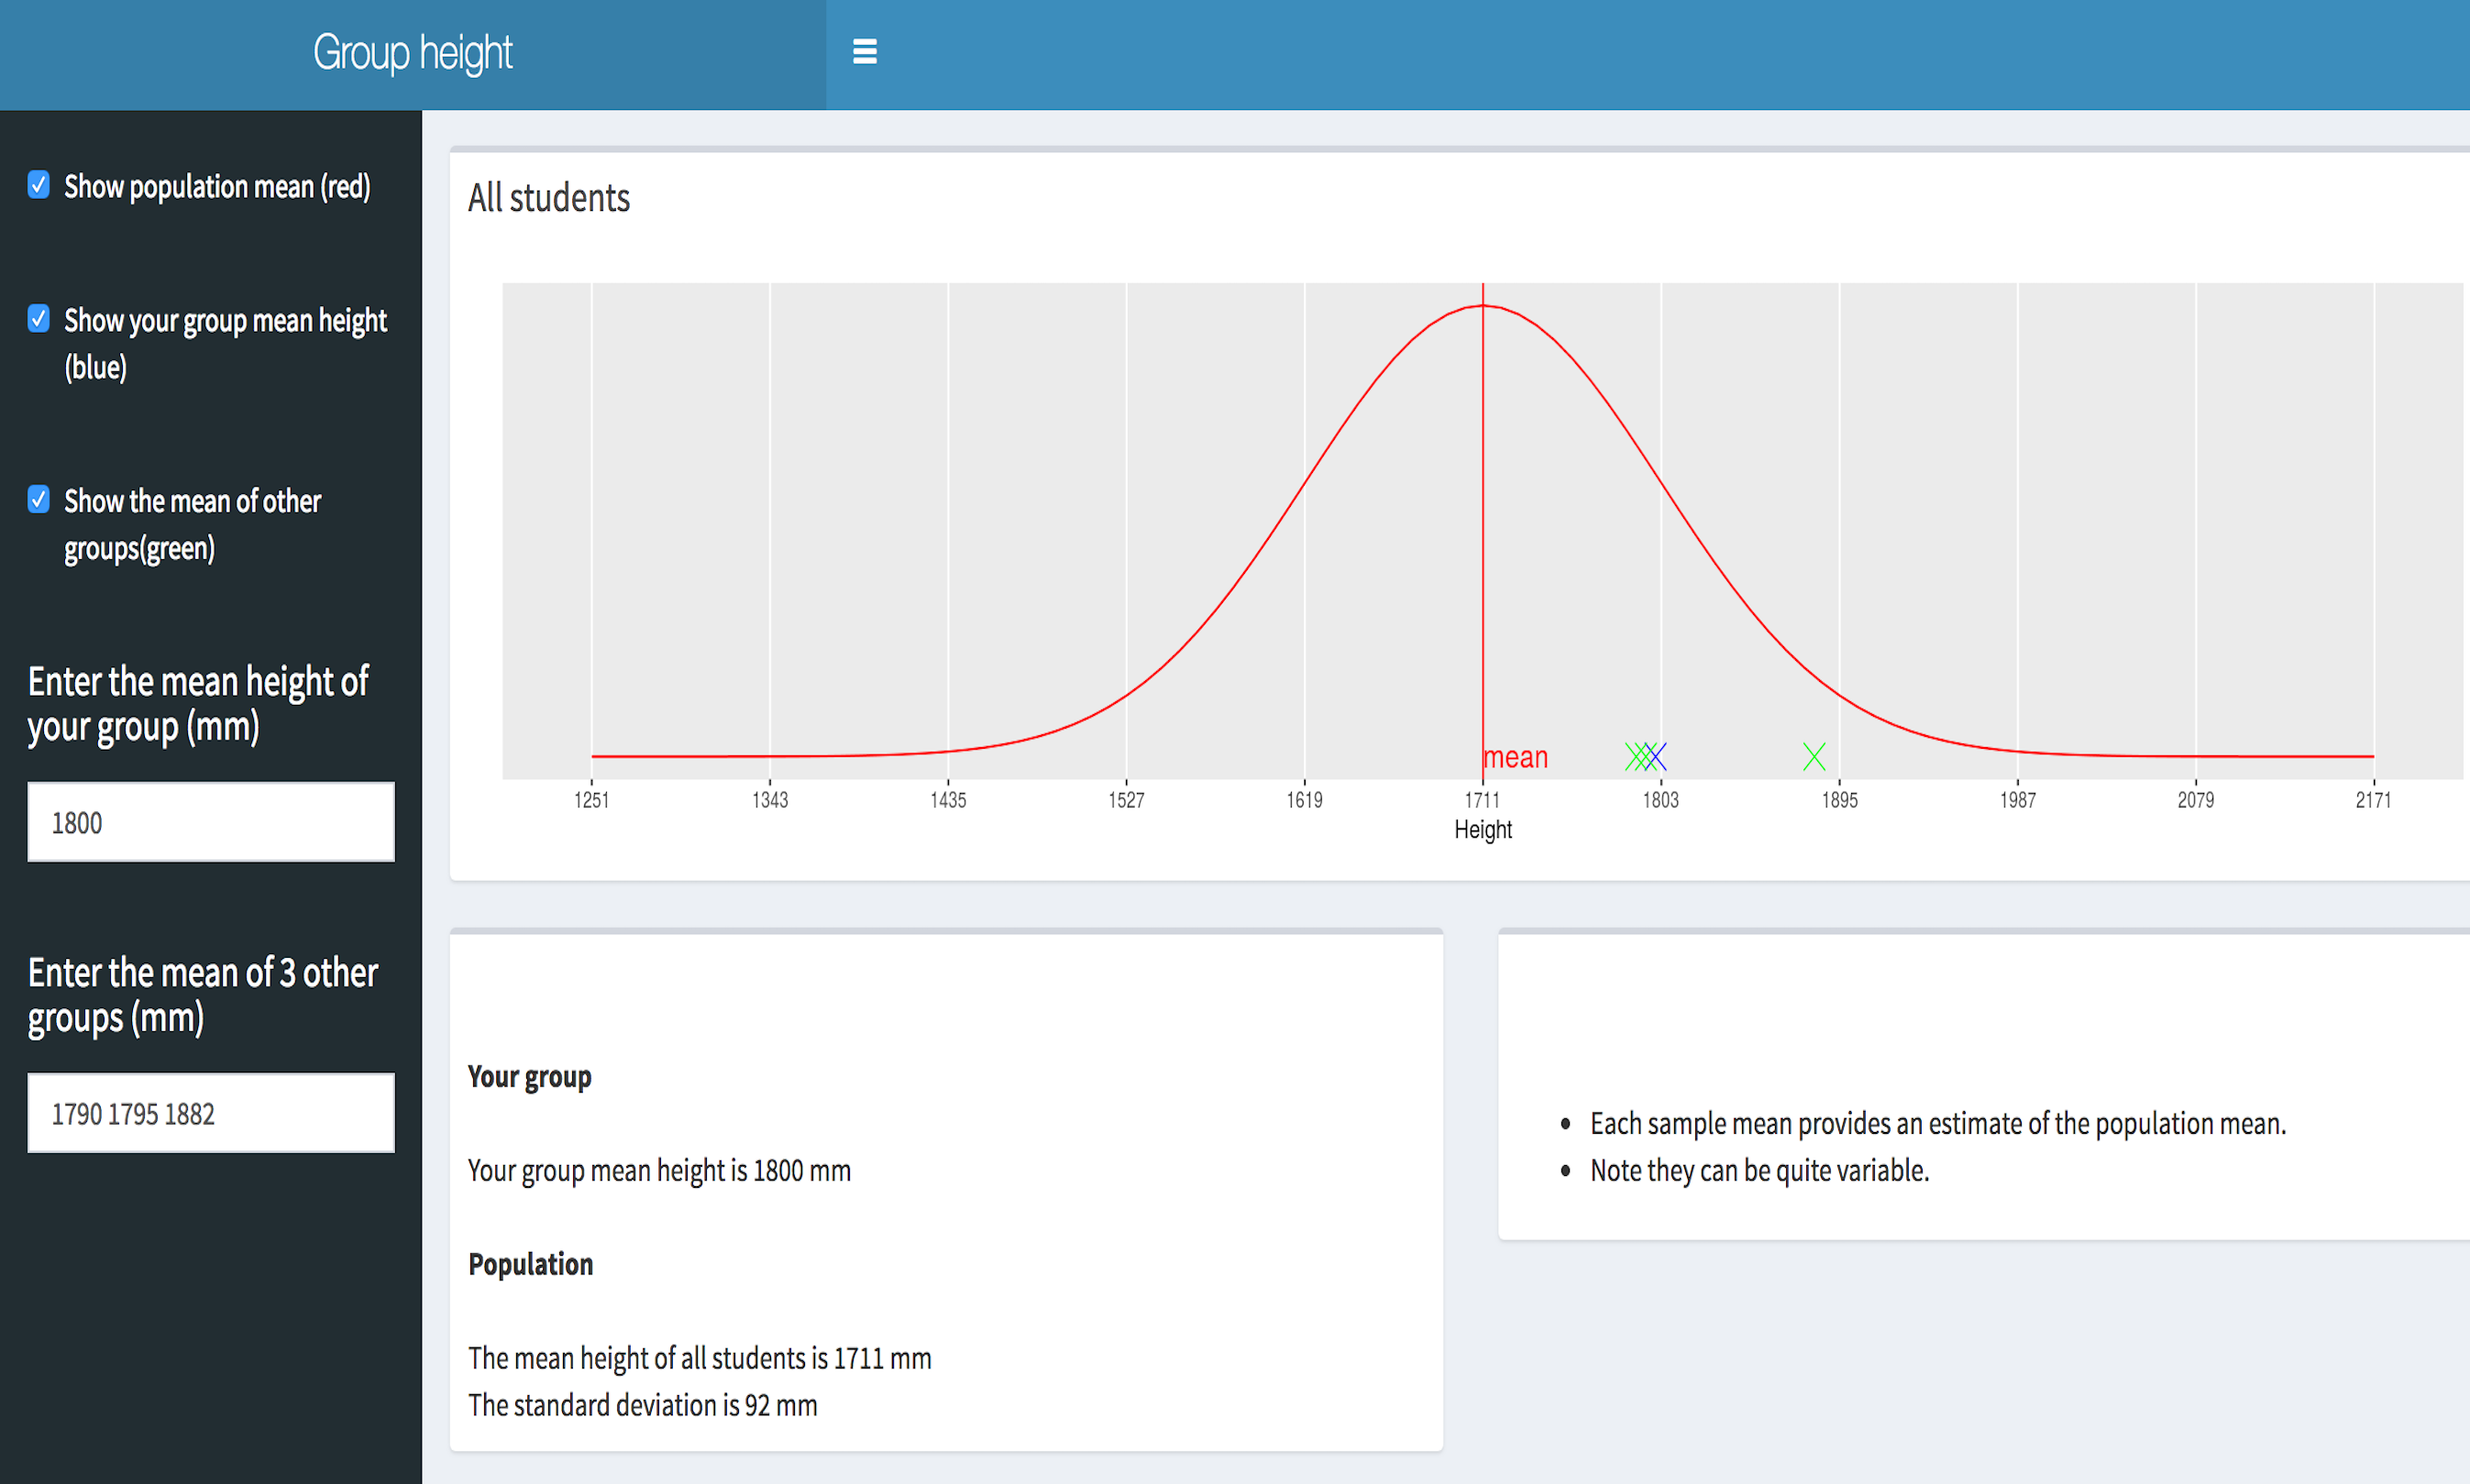 Group height
Show population mean (red)
Show your group mean height
(blue)
Show the mean of other
groups(green)
Enter the mean height of
your group (mm)
1800
Enter the mean of 3 other
groups (mm)
1790 1795 1882
All students
mean
1251 1343 1435 1527 1619 1711 1803 1895 1987 2079 2171
Height
Your group
Your group mean height is 1800 mm
Population
The mean height of all students is 1711 mm
The standard deviation is 92 mm
• Each sample mean provides an estimate of the population mean.
• Note they can be quite variable.